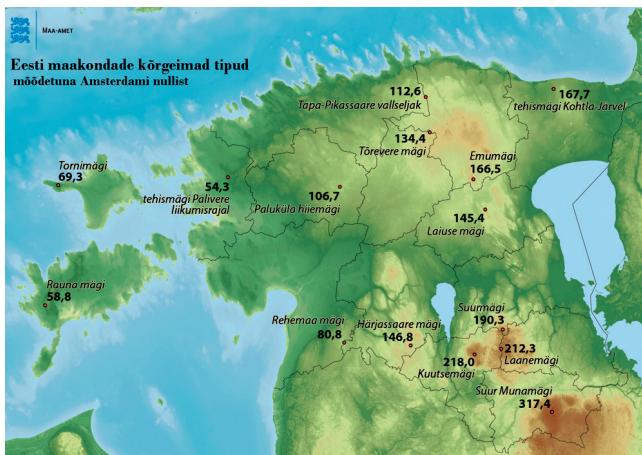 MAA-AMET
Eesti maakondade kõrgeimad tipud
mõõdetuna Amsterdami nullist
112,6
Tapa-Pikassaare vallseljak
167,7
tehismägi Kohtla-Järvel
134,4
Tõrevere mägi
Emumägi
166,5
Tornimägi
69,3
54,3
tehismägi Palivere
liikumisrajal
106,7
Paluküla hiiemägi
145,4
Laiuse mägi
Rauna mägi
58,8
Rehemaa mägi
80,8
Härjassaare mägi
146,8
Suurmägi
190,3
212,3
Laanemägi
218,0
Kuutsemägi
Suur Munamägi
317,4